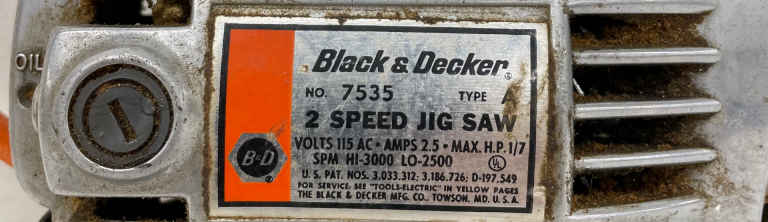 OIL
Black & Decker®
NO. 7535 TYPE A
2 SPEED JIG SAW
VOLTS 115 AC • AMPS 2.5 • MAX. H.P. 1/7
SPM HI-3000 LO-2500
B&D
UL
U. S. PAT. NOS. 3,033,312; 3,186,726; D-197,549
FOR SERVICE, SEE "TOOLS-ELECTRIC" IN YELLOW PAGES
THE BLACK & DECKER MFG. CO., TOWSON, MD. U. S. A.